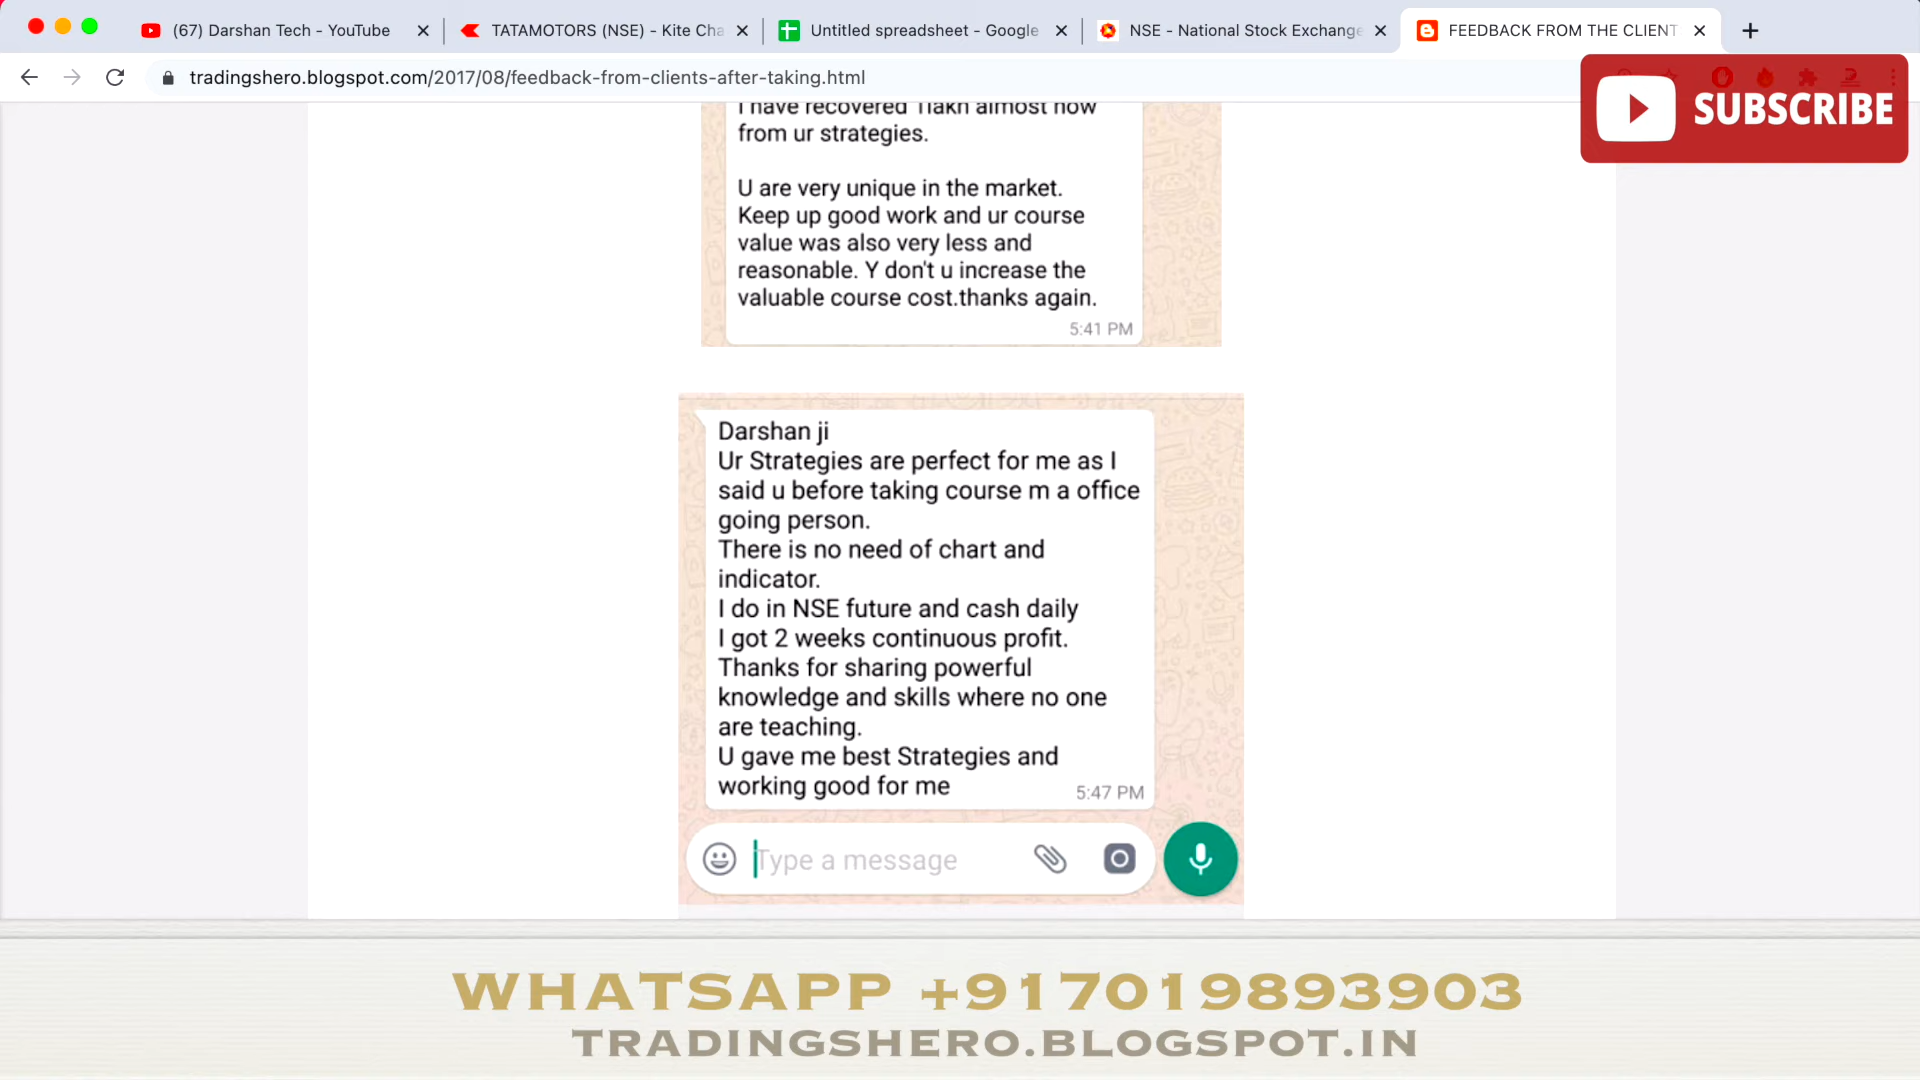 (67) Darshan Tech - YouTube
TATAMOTORS (NSE) - Kite Cha
Untitled spreadsheet - Google
NSE - National Stock Exchange
FEEDBACK FROM THE CLIENT
tradingshero.blogspot.com/2017/08/feedback-from-clients-after-taking.html
SUBSCRIBE
I have recovered 1lakh almost now
from ur strategies.
U are very unique in the market.
Keep up good work and ur course
value was also very less and
reasonable. Y don't u increase the
valuable course cost.thanks again.
5:41 PM
Darshan ji
Ur Strategies are perfect for me as I
said u before taking course m a office
going person.
There is no need of chart and
indicator.
I do in NSE future and cash daily
I got 2 weeks continuous profit.
Thanks for sharing powerful
knowledge and skills where no one
are teaching.
U gave me best Strategies and
working good for me
5:47 PM
Type a message
WHATSAPP +917019893903
TRADINGSHERO.BLOGSPOT.IN